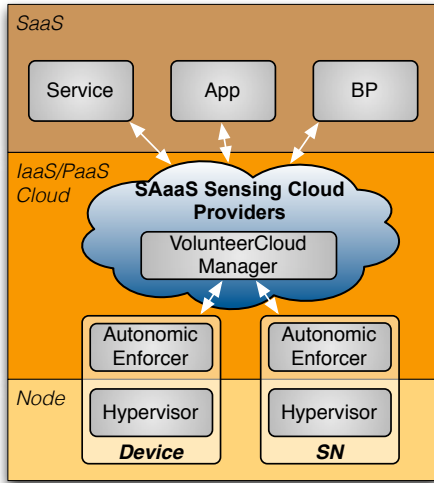 SaaS
Service
App
BP
IaaS/PaaS
Cloud
SAaaS Sensing Cloud
Providers
VolunteerCloud
Manager
Autonomic
Enforcer
Autonomic
Enforcer
Node
Hypervisor
Hypervisor
Device
SN